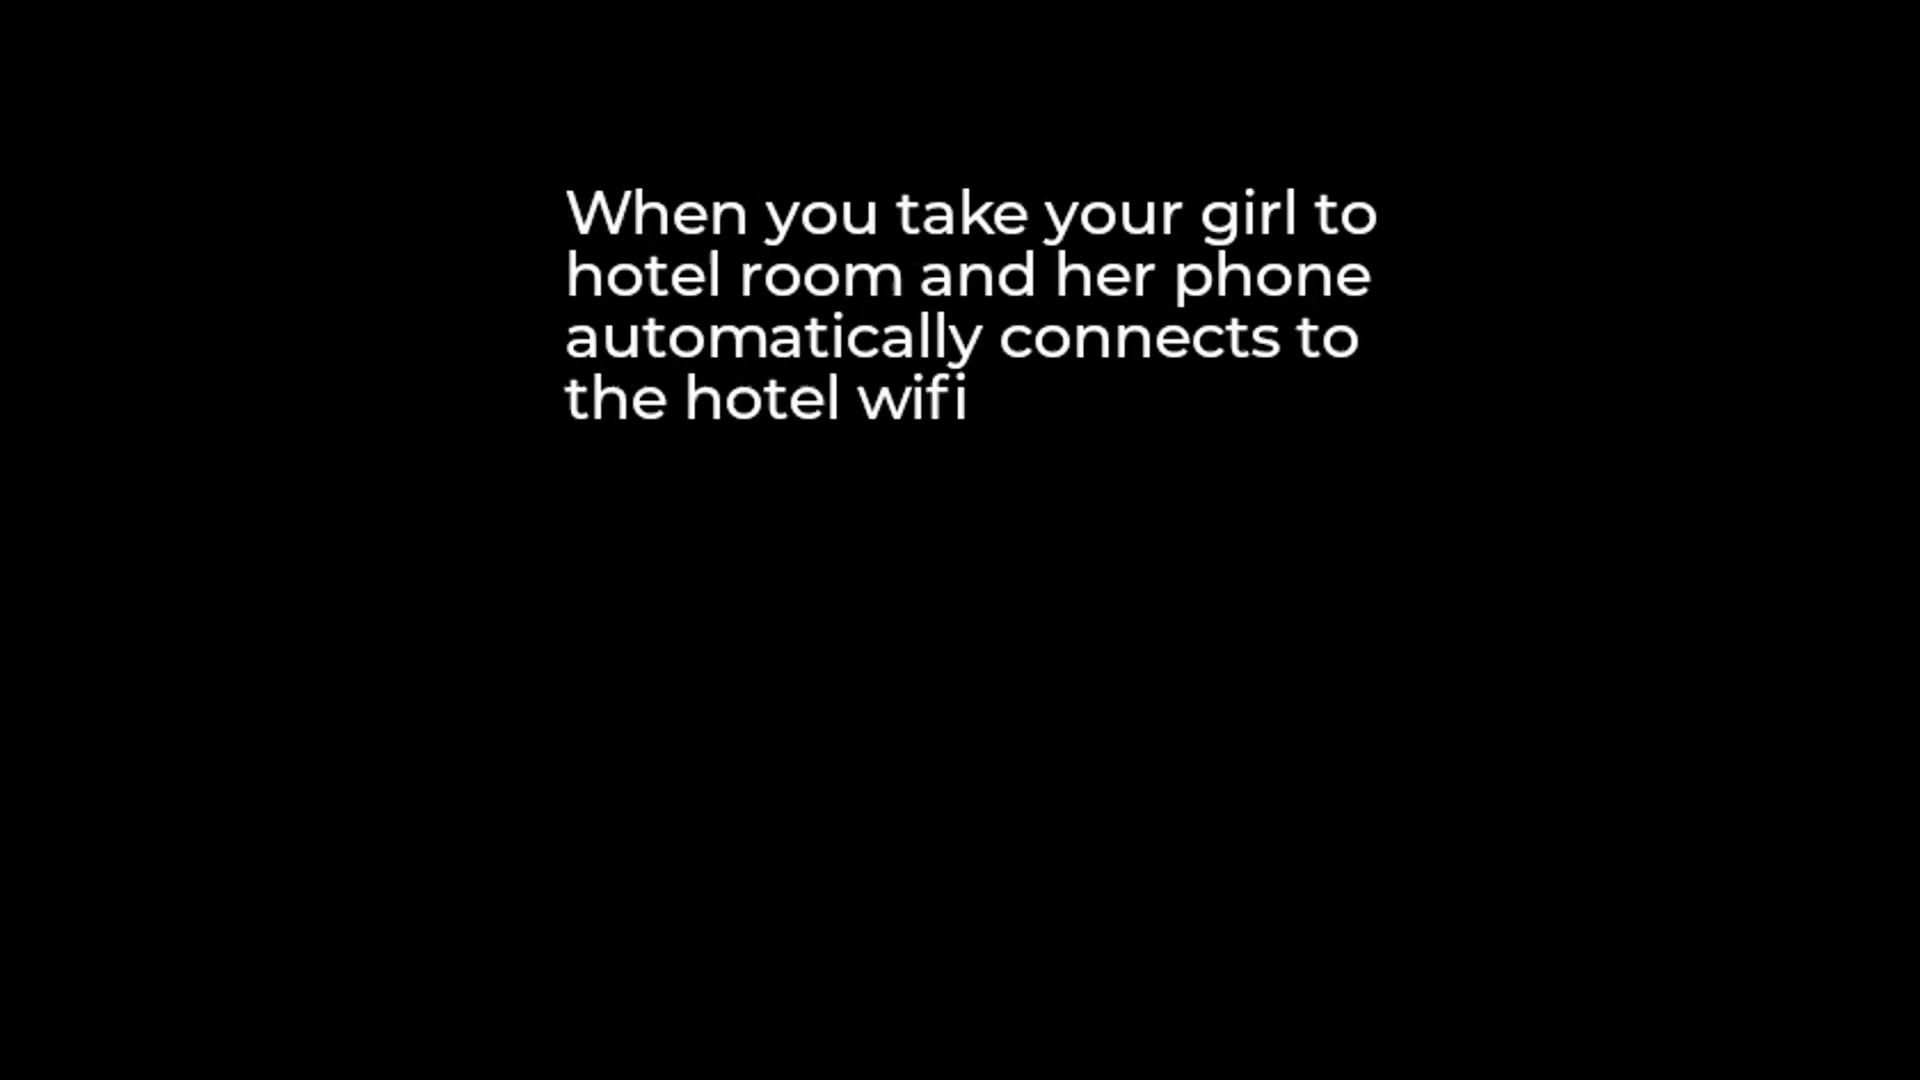 When you take your girl to
hotel room and her phone
automatically connects to
the hotel wifi